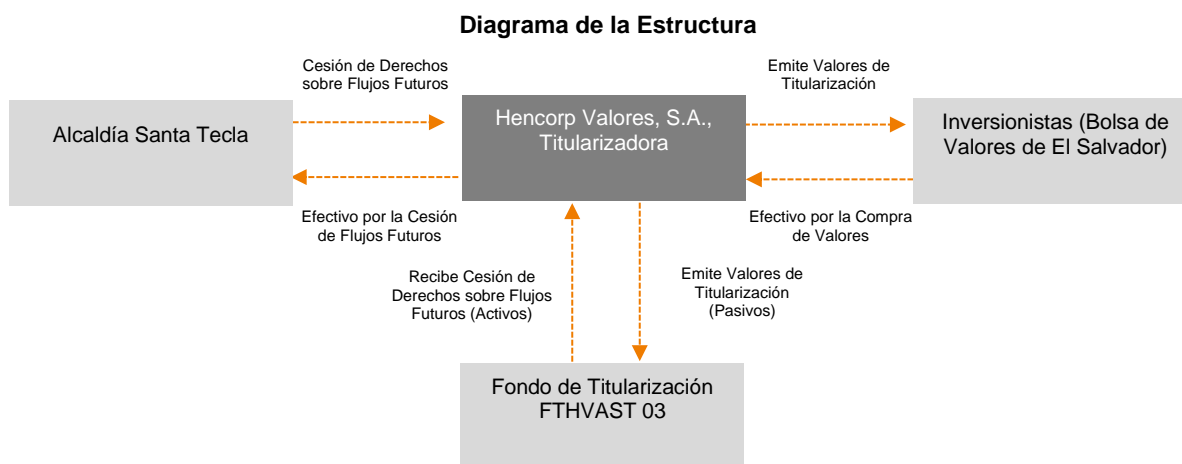 Diagrama de la Estructura
Cesión de Derechos
sobre Flujos Futuros
Emite Valores de
Titularización
Alcaldía Santa Tecla
Hencorp Valores, S.A.,
Titularizadora
Inversionistas (Bolsa de
Valores de El Salvador)
Efectivo por la Cesión
de Flujos Futuros
Efectivo por la Compra
de Valores
Recibe Cesión de
Derechos sobre Flujos
Futuros (Activos)
Emite Valores de
Titularización
(Pasivos)
Fondo de Titularización
FTHVAST 03